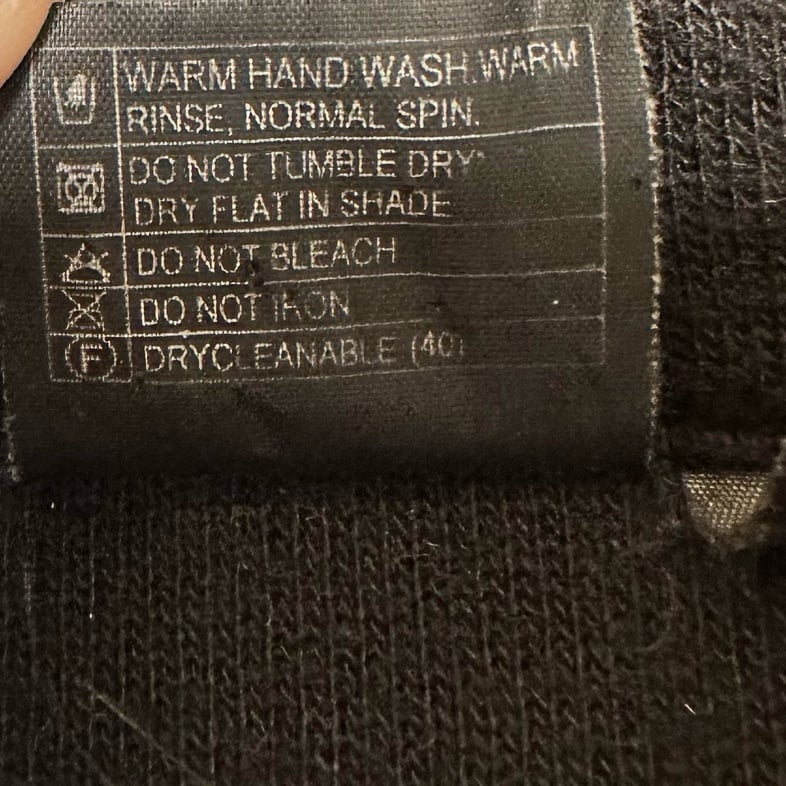 WARM HAND WASH.WARM
RINSE, NORMAL SPIN.
DO NOT TUMBLE DRY
DRY FLAT IN SHADE
DO NOT BLEACH
DO NOT IRON
F DRYCLEANABLE (40)